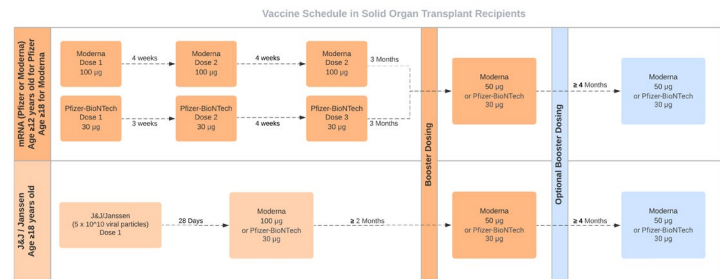 Vaccine Schedule in Solid Organ Transplant Recipients
mRNA (Pfizer or Moderna)
Age ≥12 years old for Pfizer
Age ≥18 for Moderna
Moderna
Dose 1
100 µg
4 weeks
Moderna
Dose 2
100 µg
4 weeks
Moderna
Dose 2
100 µg
3 Months
Pfizer-BioNTech
Dose 1
30 µg
3 weeks
Pfizer-BioNTech
Dose 2
30 µg
4 weeks
Pfizer-BioNTech
Dose 3
30 µg
3 Months
Booster Dosing
Moderna
50 µg
or Pfizer-BioNTech
30 µg
≥ 4 Months
Optional Booster Dosing
Moderna
50 µg
or Pfizer-BioNTech
30 µg
J&J / Janssen
Age ≥18 years old
J&J/Janssen
(5 x 10^10 viral particles)
Dose 1
28 Days
Moderna
100 µg
or Pfizer-BioNTech
30 µg
≥ 2 Months
Moderna
50 µg
or Pfizer-BioNTech
30 µg
≥ 4 Months
Moderna
50 µg
or Pfizer-BioNTech
30 µg